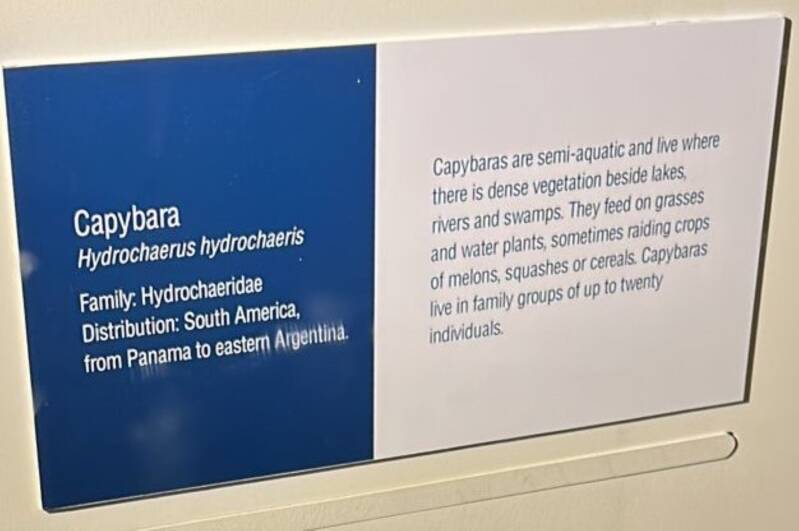 Capybara
Hydrochaerus hydrochaeris
Family: Hydrochaeridae
Distribution: South America,
from Panama to eastern Argentina.
Capybaras are semi-aquatic and live where
there is dense vegetation beside lakes,
rivers and swamps. They feed on grasses
and water plants, sometimes raiding crops
of melons, squashes or cereals. Capybaras
live in family groups of up to twenty
individuals.